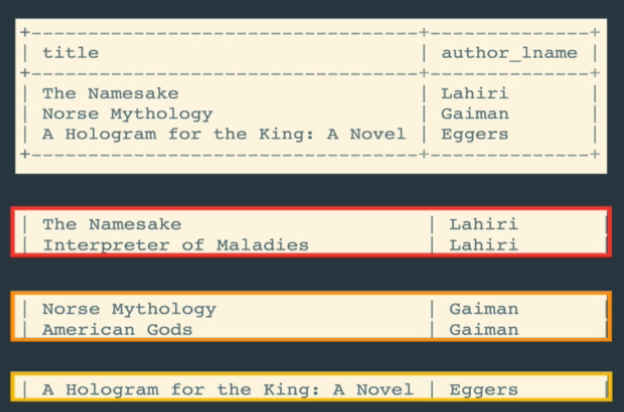 +----------------------------------+--------------+
| title                            | author_lname |
+----------------------------------+--------------+
| The Namesake                     | Lahiri       |
| Norse Mythology                  | Gaiman       |
| A Hologram for the King: A Novel | Eggers       |
+----------------------------------+--------------+
| The Namesake                     | Lahiri       |
| Interpreter of Maladies          | Lahiri       |
| Norse Mythology                  | Gaiman       |
| American Gods                    | Gaiman       |
| A Hologram for the King: A Novel | Eggers       |